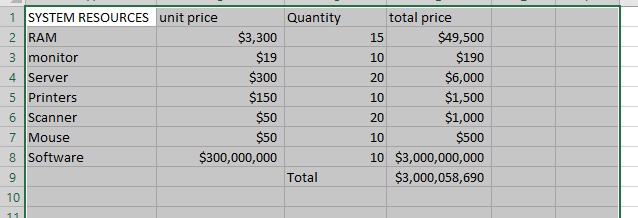 1 SYSTEM RESOURCES unit price Quantity total price
2 RAM $3,300 15 $49,500
3 monitor $19 10 $190
4 Server $300 20 $6,000
5 Printers $150 10 $1,500
6 Scanner $50 20 $1,000
7 Mouse $50 10 $500
8 Software $300,000,000 10 $3,000,000,000
9 Total $3,000,058,690
10
11